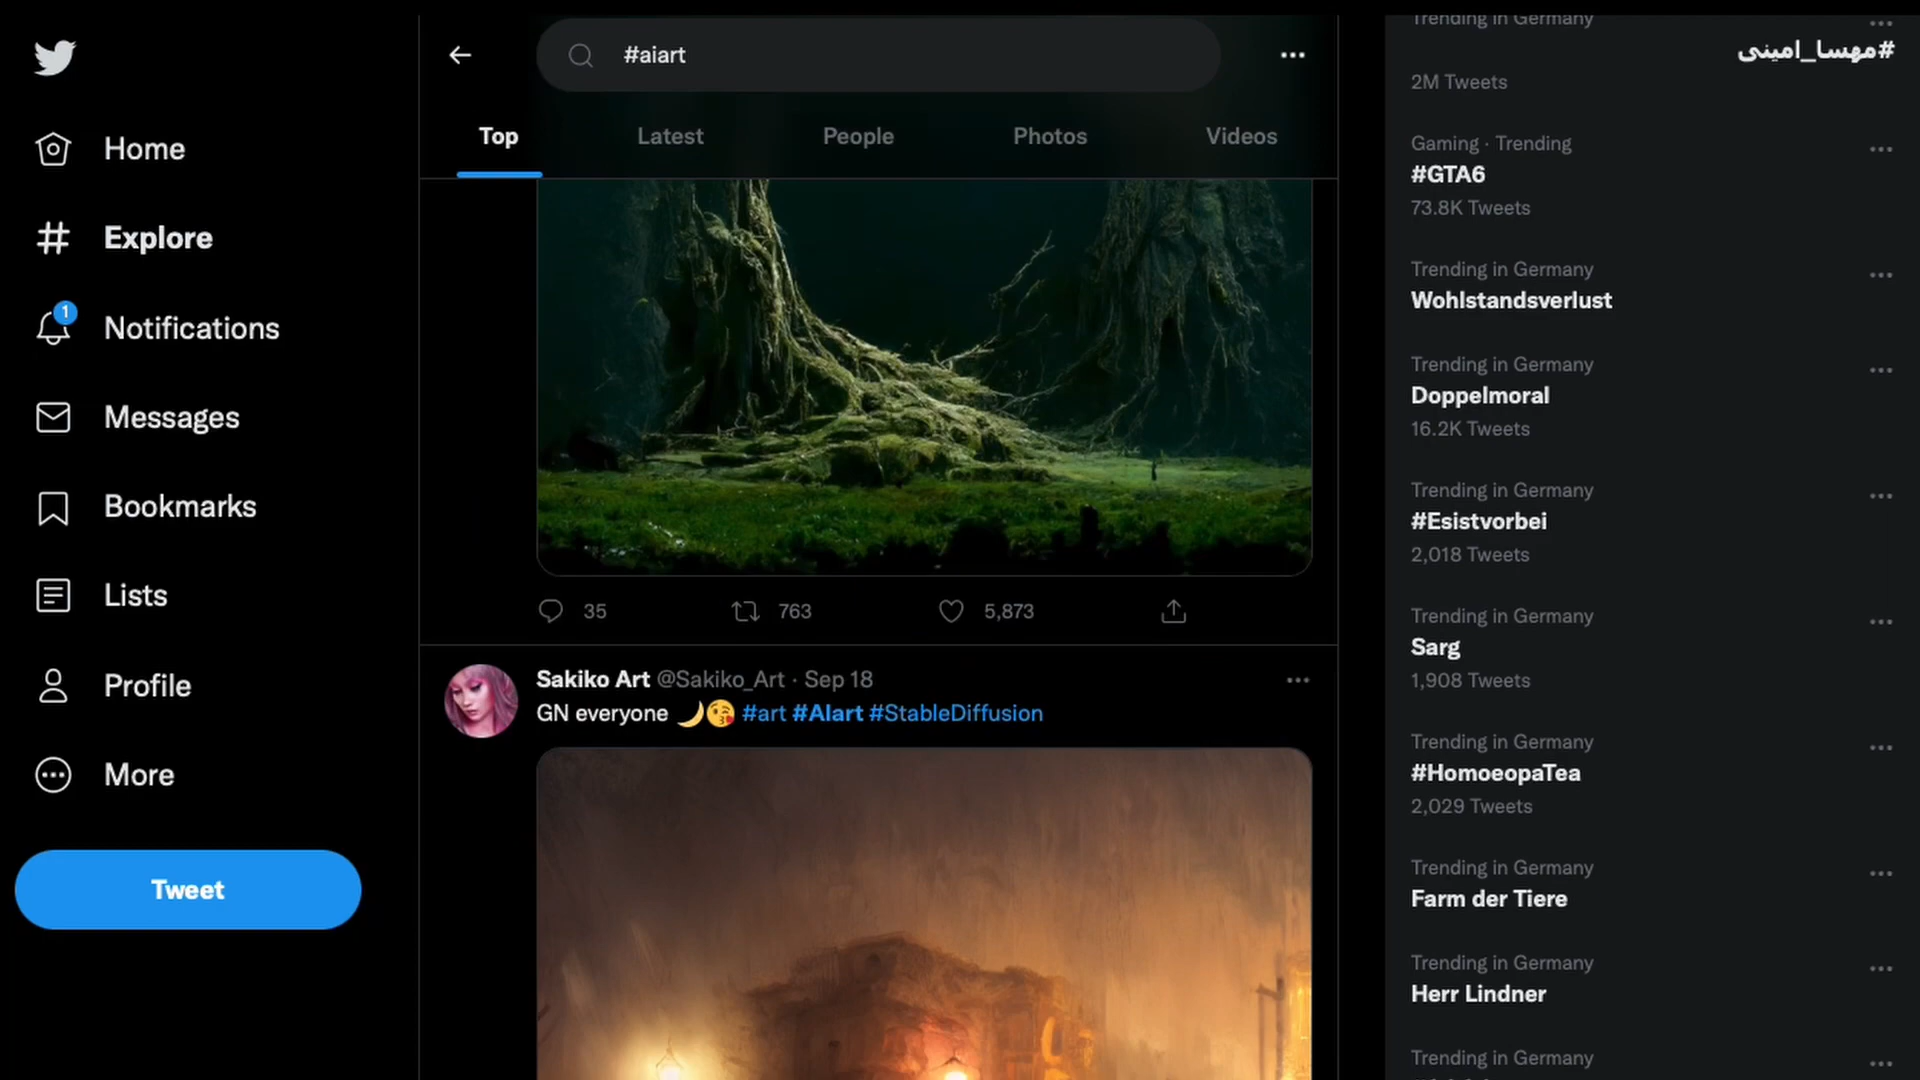 Home
Explore
1
Notifications
Messages
Bookmarks
Lists
Profile
More
Tweet
#aiart
Top
Latest
People
Photos
Videos
35
763
5,873
Sakiko Art @Sakiko_Art · Sep 18
GN everyone 🌙😘 #art #AIart #StableDiffusion
Trending in Germany
#مهسا_امینی
2M Tweets
Gaming · Trending
#GTA6
73.8K Tweets
Trending in Germany
Wohlstandsverlust
Trending in Germany
Doppelmoral
16.2K Tweets
Trending in Germany
#Esistvorbei
2,018 Tweets
Trending in Germany
Sarg
1,908 Tweets
Trending in Germany
#HomoeopaTea
2,029 Tweets
Trending in Germany
Farm der Tiere
Trending in Germany
Herr Lindner
Trending in Germany